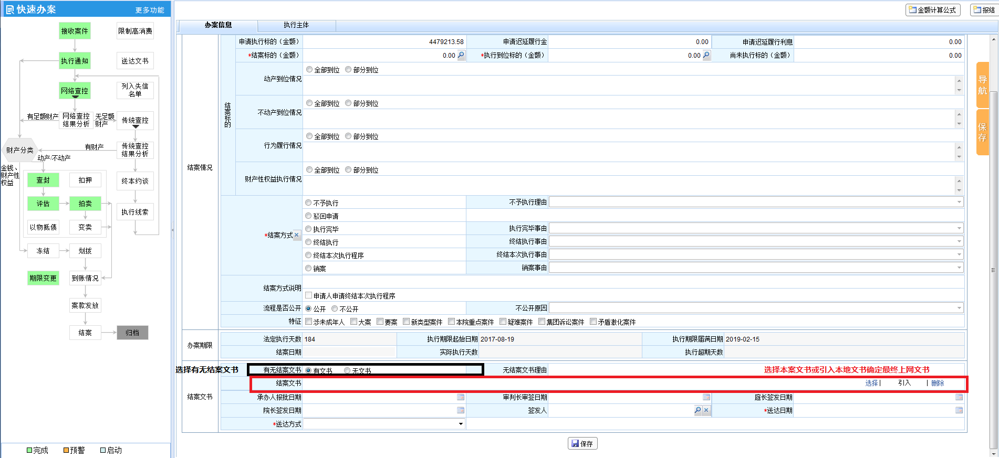 快速办案 更多功能
接收案件 限制高消费
执行通知 送达文书
网络查控 列入失信
名单
有足额财产 网络查控
结果分析 无足额
财产 传统查控
财产分类 有财产 传统查控
结果分析
动产/不动产
金钱、
财产性
权益
查封 扣押 终本约谈
评估 拍卖 执行线索
以物抵债 变卖
冻结 划拨
期限变更 到账情况
案款发放
结案 归档
完成 预警 启动
金额计算公式 报结
办案信息 执行主体
结案情况
结案标的
申请执行标的（金额） 4479213.58 申请迟延履行金 0.00 申请迟延履行利息 0.00
*结案标的（金额） 0.00 *执行到位标的（金额） 0.00 尚未执行标的（金额） 0.00
动产到位情况 全部到位 部分到位
不动产到位情况 全部到位 部分到位
行为履行情况 全部到位 部分到位
财产性权益执行情况 全部到位 部分到位
*结案方式
不予执行 不予执行理由
驳回申请
执行完毕 执行完毕事由
终结执行 终结执行事由
终结本次执行程序 终结本次执行事由
销案 销案事由
结案方式说明
申请人申请终结本次执行程序
流程是否公开 公开 不公开 不公开原因
特征 涉未成年人 大案 要案 新类型案件 本院重点案件 疑难案件 集团诉讼案件 矛盾激化案件
办案期限
法定执行天数 184 执行期限起始日期 2017-08-19 执行期限届满日期 2019-02-15
结案日期 实际执行天数 执行超期天数
选择有无结案文书 有无结案文书 有文书 无文书 无结案文书理由 选择本案文书或引入本地文书确定最终上网文书
结案文书 选择| 引入 | 删除
结案文书
承办人报批日期 审判长审签日期 庭长签发日期
院长签发日期 签发人 *送达日期
*送达方式
保存
导航
保存